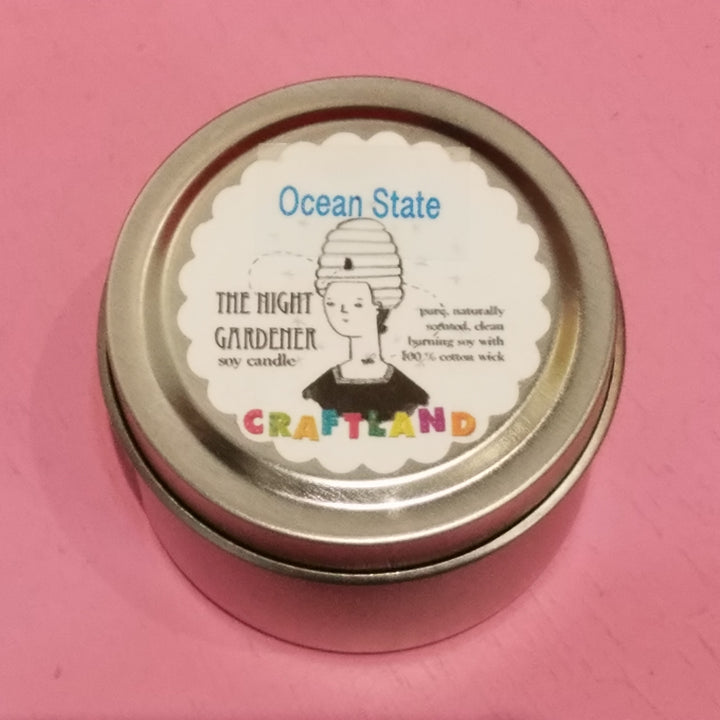 Ocean State
THE NIGHT
GARDENER
soy candle
pure, naturally
scented, clean
burning soy with
100 % cotton wick
CRAFTLAND